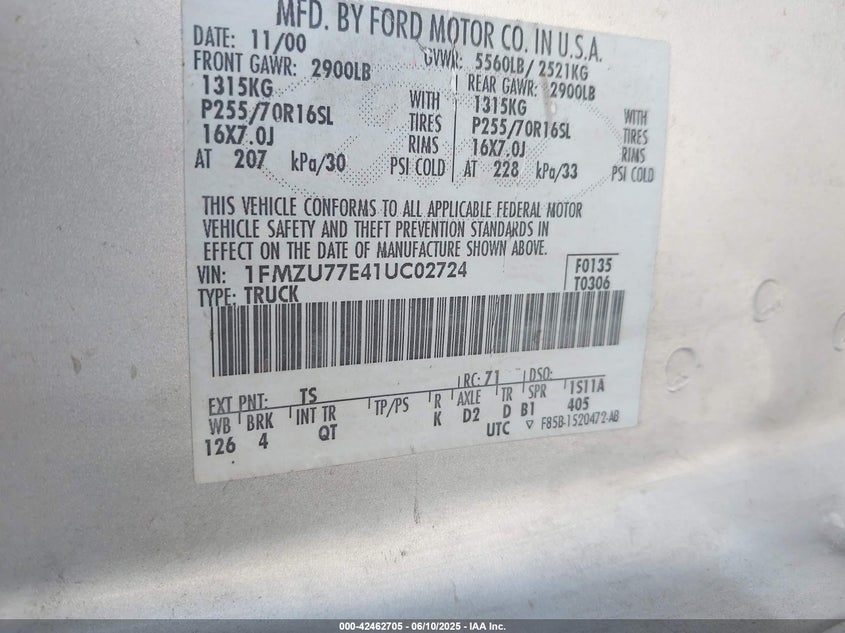 MFD. BY FORD MOTOR CO. IN U.S.A.
DATE: 11/00 GVWR: 5560LB/ 2521KG
FRONT GAWR: 2900LB REAR GAWR: 2900LB
1315KG WITH 1315KG WITH
P255/70R16SL TIRES P255/70R16SL TIRES
16X7.0J RIMS 16X7.0J RIMS
AT 207 kPa/30 PSI COLD AT 228 kPa/33 PSI COLD
THIS VEHICLE CONFORMS TO ALL APPLICABLE FEDERAL MOTOR
VEHICLE SAFETY AND THEFT PREVENTION STANDARDS IN
EFFECT ON THE DATE OF MANUFACTURE SHOWN ABOVE.
VIN: 1FMZU77E41UC02724 F0135
TYPE: TRUCK T0306
EXT PNT: TS RC: 71 DSO:
WB BRK INT TR TP/PS R AXLE TR SPR 1S11A
126 4 QT K D2 D B1 405
UTC ▽ F85B-1520472-AB
000-42462705 - 06/10/2025 - IAA Inc.